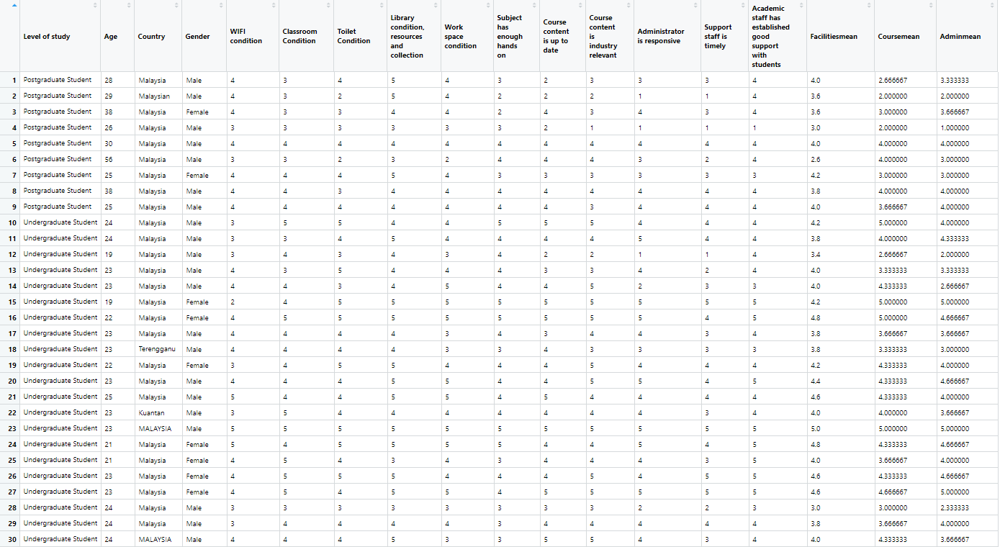 Level of study Age Country Gender WIFI condition Classroom Condition Toilet Condition Library condition, resources and collection Work space condition Subject has enough hands on Course content is up to date Course content is industry relevant Administrator is responsive Support staff is timely Academic staff has established good support with students Facilitiesmean Coursemean Adminmean
1 Postgraduate Student 28 Malaysia Male 4 3 4 5 4 3 2 3 3 3 4 4.0 2.666667 3.333333
2 Postgraduate Student 29 Malaysian Male 4 3 2 5 4 2 2 2 1 1 4 3.6 2.000000 2.000000
3 Postgraduate Student 38 Malaysia Female 4 3 3 4 4 2 4 3 4 3 4 3.6 3.000000 3.666667
4 Postgraduate Student 26 Malaysia Male 3 3 3 3 3 3 2 1 1 1 1 3.0 2.000000 1.000000
5 Postgraduate Student 30 Malaysia Male 4 4 4 4 4 4 4 4 4 4 4 4.0 4.000000 4.000000
6 Postgraduate Student 56 Malaysia Male 3 3 2 3 2 4 4 4 3 2 4 2.6 4.000000 3.000000
7 Postgraduate Student 25 Malaysia Female 4 4 4 5 4 3 3 3 3 3 3 4.2 3.000000 3.000000
8 Postgraduate Student 38 Malaysia Male 4 4 3 4 4 4 4 4 4 4 4 3.8 4.000000 4.000000
9 Postgraduate Student 25 Malaysia Male 4 4 4 4 4 4 4 3 4 4 4 4.0 3.666667 4.000000
10 Undergraduate Student 24 Malaysia Male 3 5 5 4 4 5 5 5 4 4 4 4.2 5.000000 4.000000
11 Undergraduate Student 24 Malaysia Male 3 3 4 5 4 4 4 4 5 4 4 3.8 4.000000 4.333333
12 Undergraduate Student 19 Malaysia Male 3 4 3 4 3 4 2 2 1 1 4 3.4 2.666667 2.000000
13 Undergraduate Student 23 Malaysia Male 4 3 5 4 4 4 3 3 4 2 4 4.0 3.333333 3.333333
14 Undergraduate Student 23 Malaysia Male 4 4 3 4 5 4 4 5 2 3 3 4.0 4.333333 2.666667
15 Undergraduate Student 19 Malaysia Female 2 4 5 5 5 5 5 5 5 5 5 4.2 5.000000 5.000000
16 Undergraduate Student 22 Malaysia Female 4 5 5 5 5 5 5 5 5 4 5 4.8 5.000000 4.666667
17 Undergraduate Student 23 Malaysia Male 4 4 4 4 3 4 3 4 4 3 4 3.8 3.666667 3.666667
18 Undergraduate Student 23 Terengganu Male 4 4 4 4 3 3 4 3 3 3 3 3.8 3.333333 3.000000
19 Undergraduate Student 22 Malaysia Female 3 4 5 5 4 4 4 5 4 4 4 4.2 4.333333 4.000000
20 Undergraduate Student 23 Malaysia Male 4 4 4 5 5 4 4 5 5 4 5 4.4 4.333333 4.666667
21 Undergraduate Student 25 Malaysia Male 5 4 4 5 5 4 5 4 4 4 4 4.6 4.333333 4.000000
22 Undergraduate Student 23 Kuantan Male 3 5 4 4 4 4 4 4 4 3 4 4.0 4.000000 3.666667
23 Undergraduate Student 23 MALAYSIA Male 5 5 5 5 5 5 5 5 5 5 5 5.0 5.000000 5.000000
24 Undergraduate Student 21 Malaysia Female 5 4 5 5 5 5 4 4 5 4 5 4.8 4.333333 4.666667
25 Undergraduate Student 21 Malaysia Female 4 5 4 3 4 3 4 4 4 3 5 4.0 3.666667 4.000000
26 Undergraduate Student 23 Malaysia Female 4 5 5 5 4 4 4 5 4 5 5 4.6 4.333333 4.666667
27 Undergraduate Student 23 Malaysia Female 4 5 4 5 5 4 5 5 5 5 5 4.6 4.666667 5.000000
28 Undergraduate Student 24 Malaysia Male 3 3 3 3 3 3 3 3 2 2 3 3.0 3.000000 2.333333
29 Undergraduate Student 24 Malaysia Male 3 4 4 4 4 3 4 4 4 4 4 3.8 3.666667 4.000000
30 Undergraduate Student 24 MALAYSIA Male 4 4 4 5 3 3 5 5 4 3 4 4.0 4.333333 3.666667